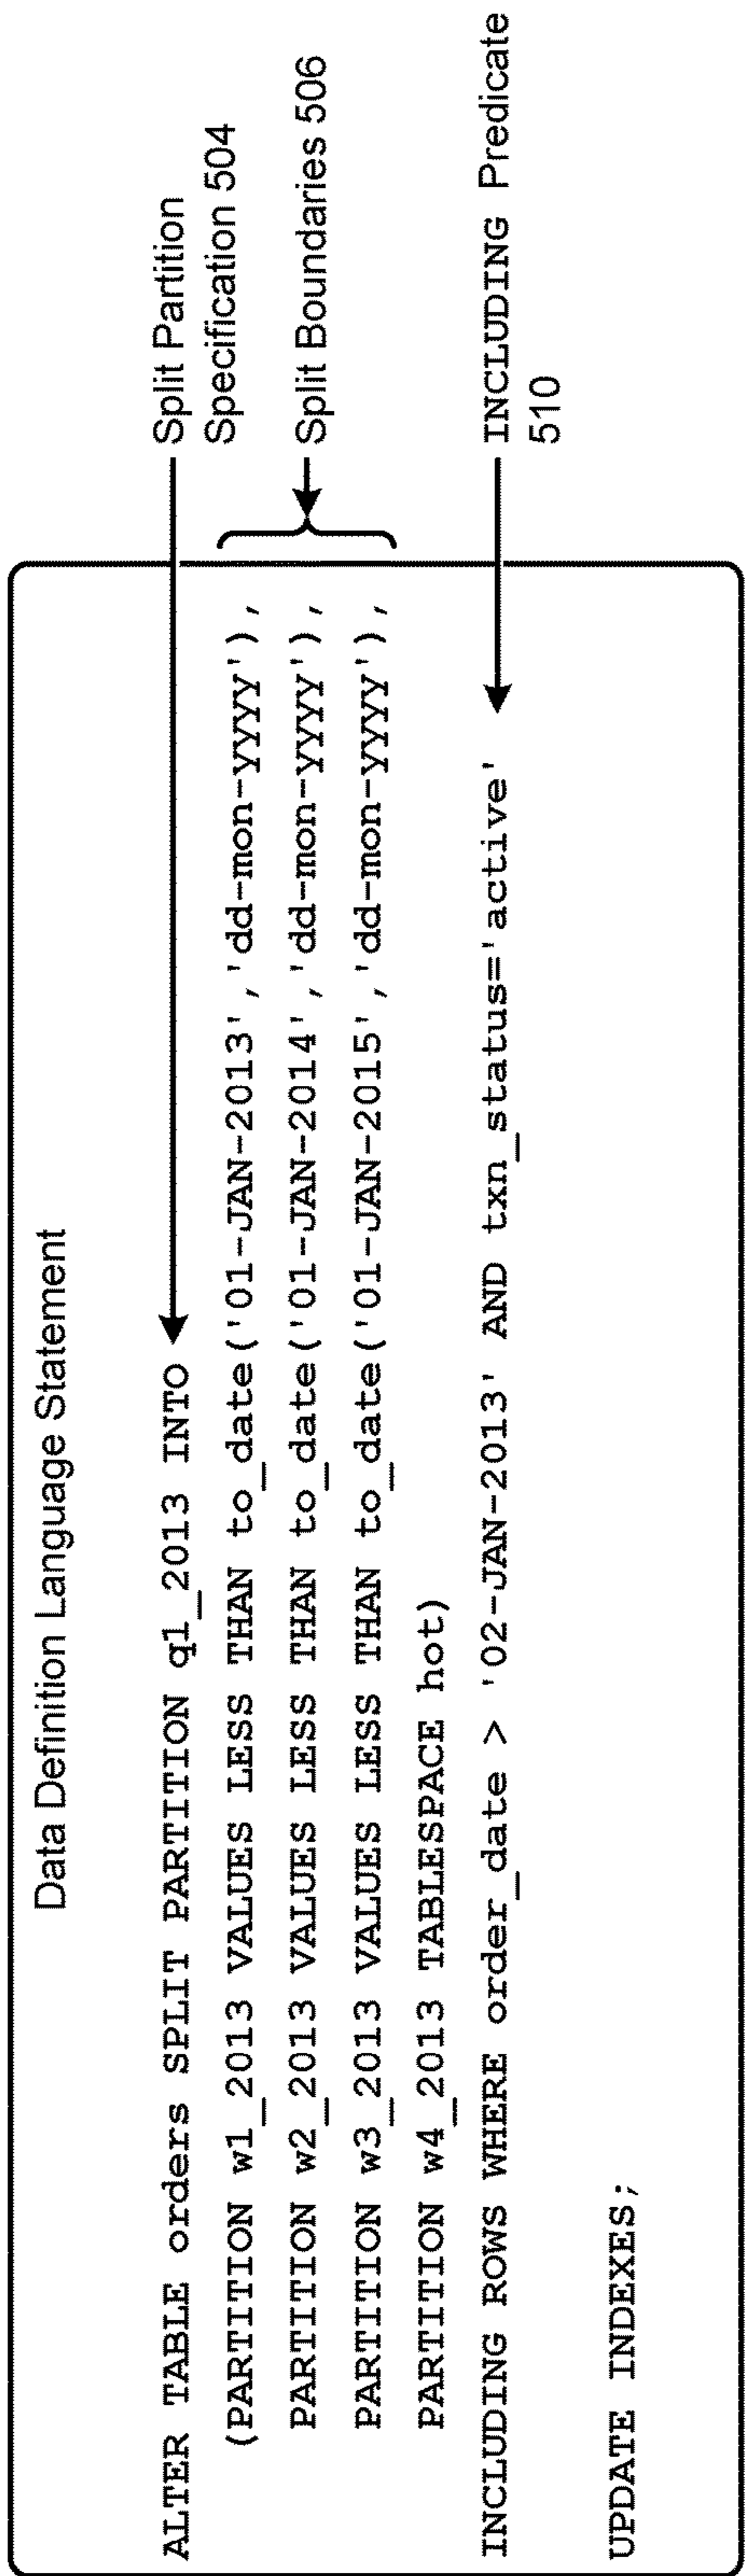 Data Definition Language Statement
ALTER TABLE orders SPLIT PARTITION q1_2013 INTO
(PARTITION w1_2013 VALUES LESS THAN to_date('01-JAN-2013','dd-mon-yyyy'),
PARTITION w2_2013 VALUES LESS THAN to_date('01-JAN-2014','dd-mon-yyyy'),
PARTITION w3_2013 VALUES LESS THAN to_date('01-JAN-2015','dd-mon-yyyy'),
PARTITION w4_2013 TABLESPACE hot)
INCLUDING ROWS WHERE order_date > '02-JAN-2013' AND txn_status='active'
UPDATE INDEXES;
Split Partition
Specification 504
Split Boundaries 506
INCLUDING Predicate
510